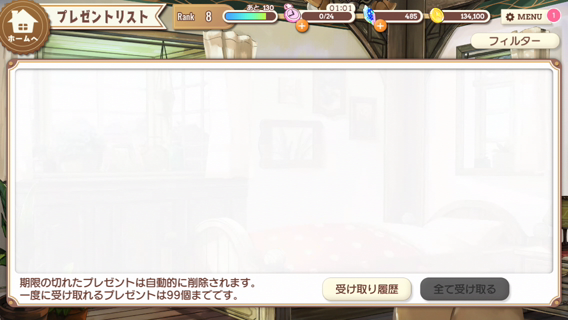 プレゼントリスト
ホームへ
Rank 8
あと 130
0/24
01:01
485
134,100
MENU
1
フィルター
期限の切れたプレゼントは自動的に削除されます。
一度に受け取れるプレゼントは99個までです。
受け取り履歴
全て受け取る